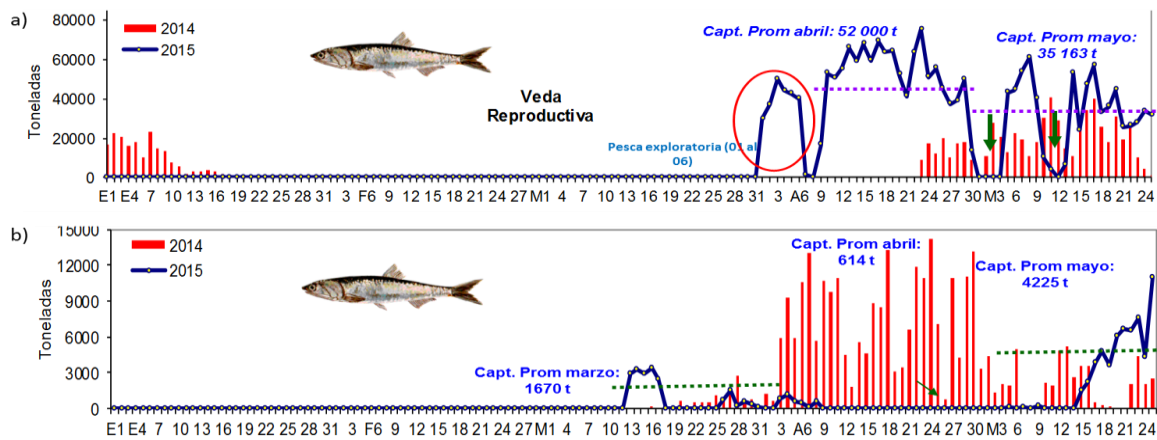 a)
80000
60000
40000
20000
0
Toneladas
2014
2015
Capt. Prom abril: 52 000 t
Capt. Prom mayo:
35 163 t
Veda
Reproductiva
Pesca exploratoria (01 al
06)
E1 E4 7 10 13 16 19 22 25 28 31 3 F6 9 12 15 18 21 24 27 M1 4 7 10 13 16 19 22 25 28 31 3 A6 9 12 15 18 21 24 27 30 M3 6 9 12 15 18 21 24
b)
15000
12000
9000
6000
3000
0
Toneladas
2014
2015
Capt. Prom marzo:
1670 t
Capt. Prom abril:
614 t
Capt. Prom mayo:
4225 t
E1 E4 7 10 13 16 19 22 25 28 31 3 F6 9 12 15 18 21 24 27 M1 4 7 10 13 16 19 22 25 28 31 3 A6 9 12 15 18 21 24 27 30 M3 6 9 12 15 18 21 24